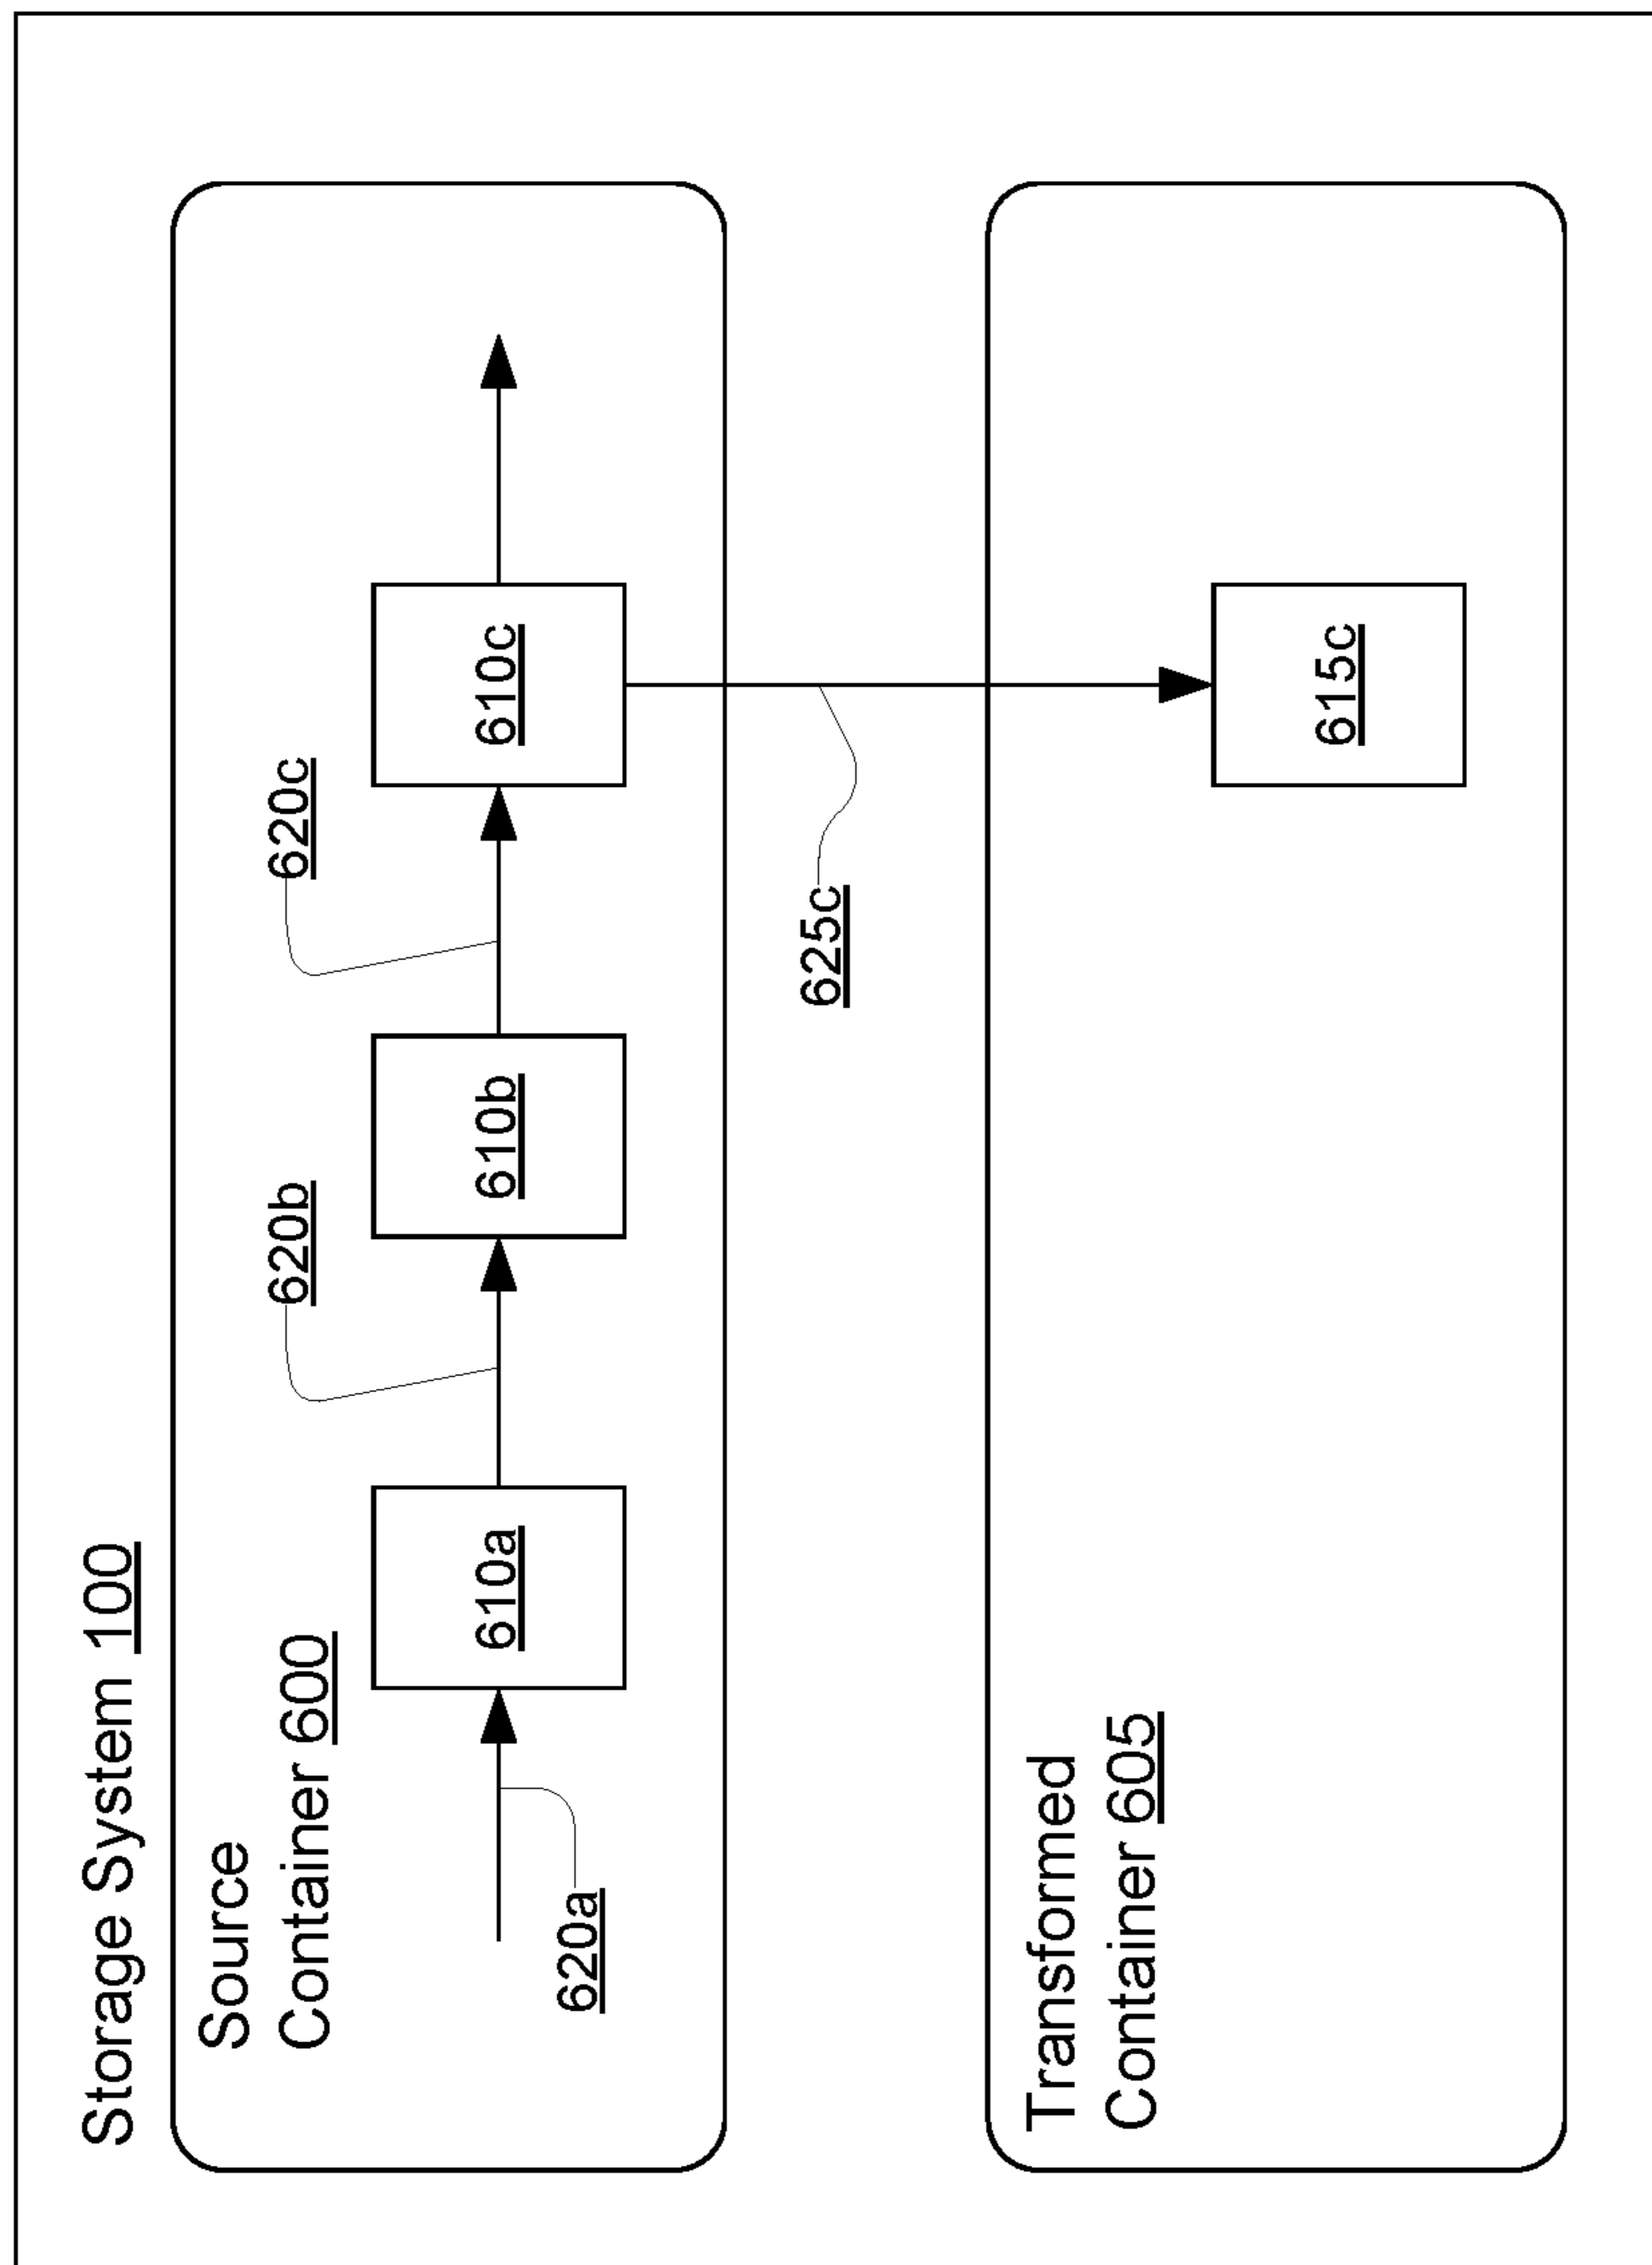 Storage System 100
Source
Container 600
620b
620c
610a
610b
610c
620a
625c
Transformed
Container 605
615c